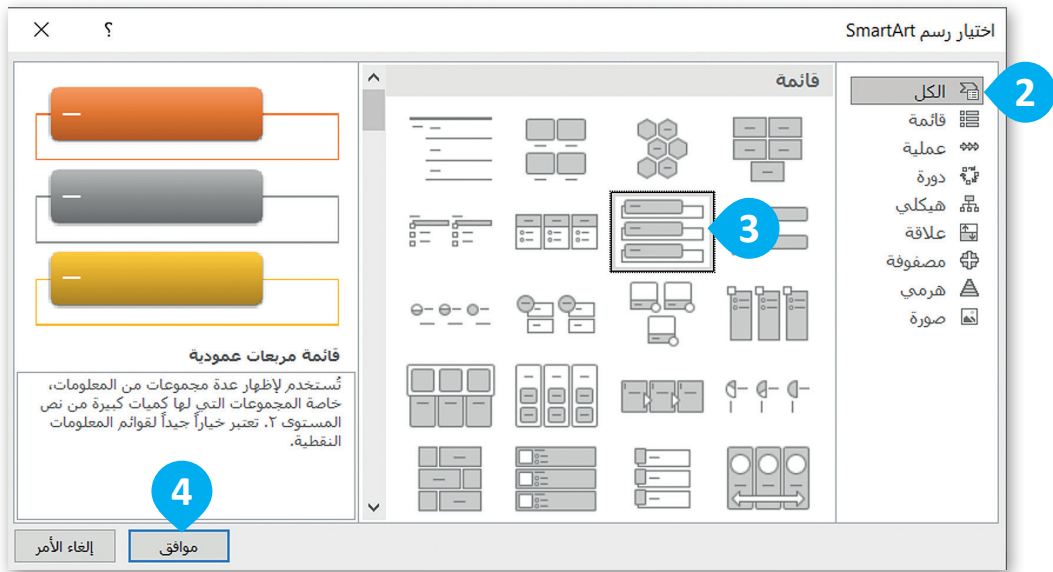 اختيار رسم SmartArt
؟
الكل
2
قائمة
عملية
دورة
هيكلي
علاقة
مصفوفة
هرمي
صورة
قائمة
3
قائمة مربعات عمودية
تُستخدم لإظهار عدة مجموعات من المعلومات،
خاصة المجموعات التي لها كميات كبيرة من نص
المستوى ٢. تعتبر خياراً جيداً لقوائم المعلومات
النقطية.
4
موافق
إلغاء الأمر